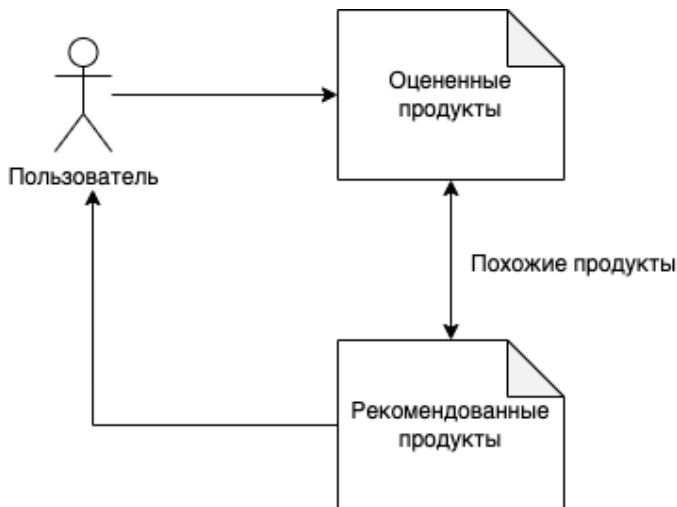 Оцененные
продукты
Пользователь
Похожие продукты
Рекомендованные
продукты